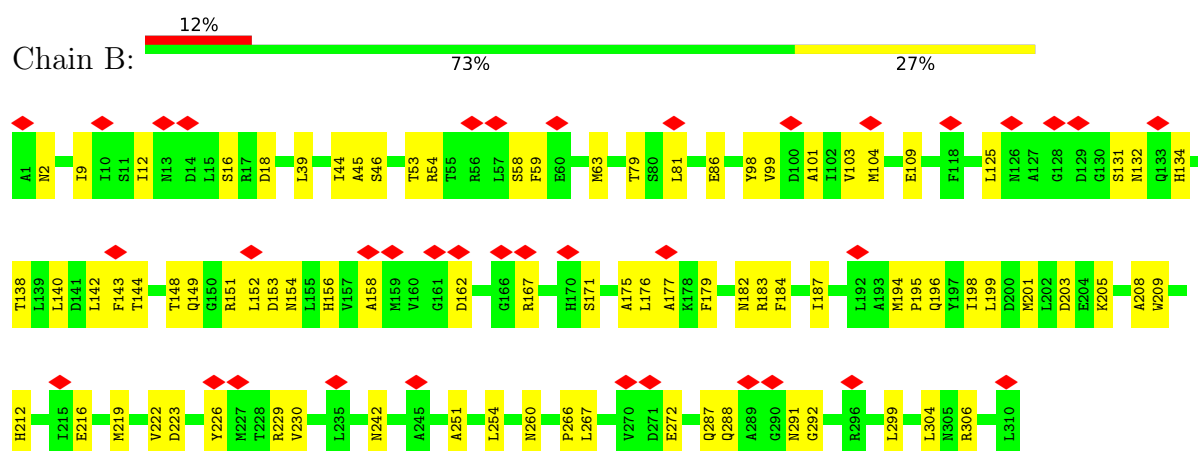 12%
Chain B:
73% 27%
A1 N2 I9 I10 S11 I12 N13 D14 L15 S16 R17 D18 L39 I44 A45 S46 T53 R54 T55 R56 L57 S58 F59 E60 M63 T79 S80 L81 E86 Y98 V99 D100 A101 I102 V103 M104 E109 F118 L125 N126 A127 G128 D129 G130 S131 N132 Q133 H134
T138 L139 L140 D141 L142 F143 T144 T148 Q149 G150 R151 L152 D153 N154 L155 H156 V157 A158 M159 V160 G161 D162 G166 R167 H170 S171 A175 L176 A177 K178 F179 N182 R183 F184 I187 L192 A193 M194 P195 Q196 Y197 I198 L199 D200 M201 L202 D203 E204 K205 A208 W209
H212 I215 E216 M219 V222 D223 Y226 M227 T228 R229 V230 L235 N242 A245 A251 L254 N260 P266 L267 V270 D271 E272 Q287 Q288 A289 G290 N291 G292 R296 L299 L304 N305 R306 L310